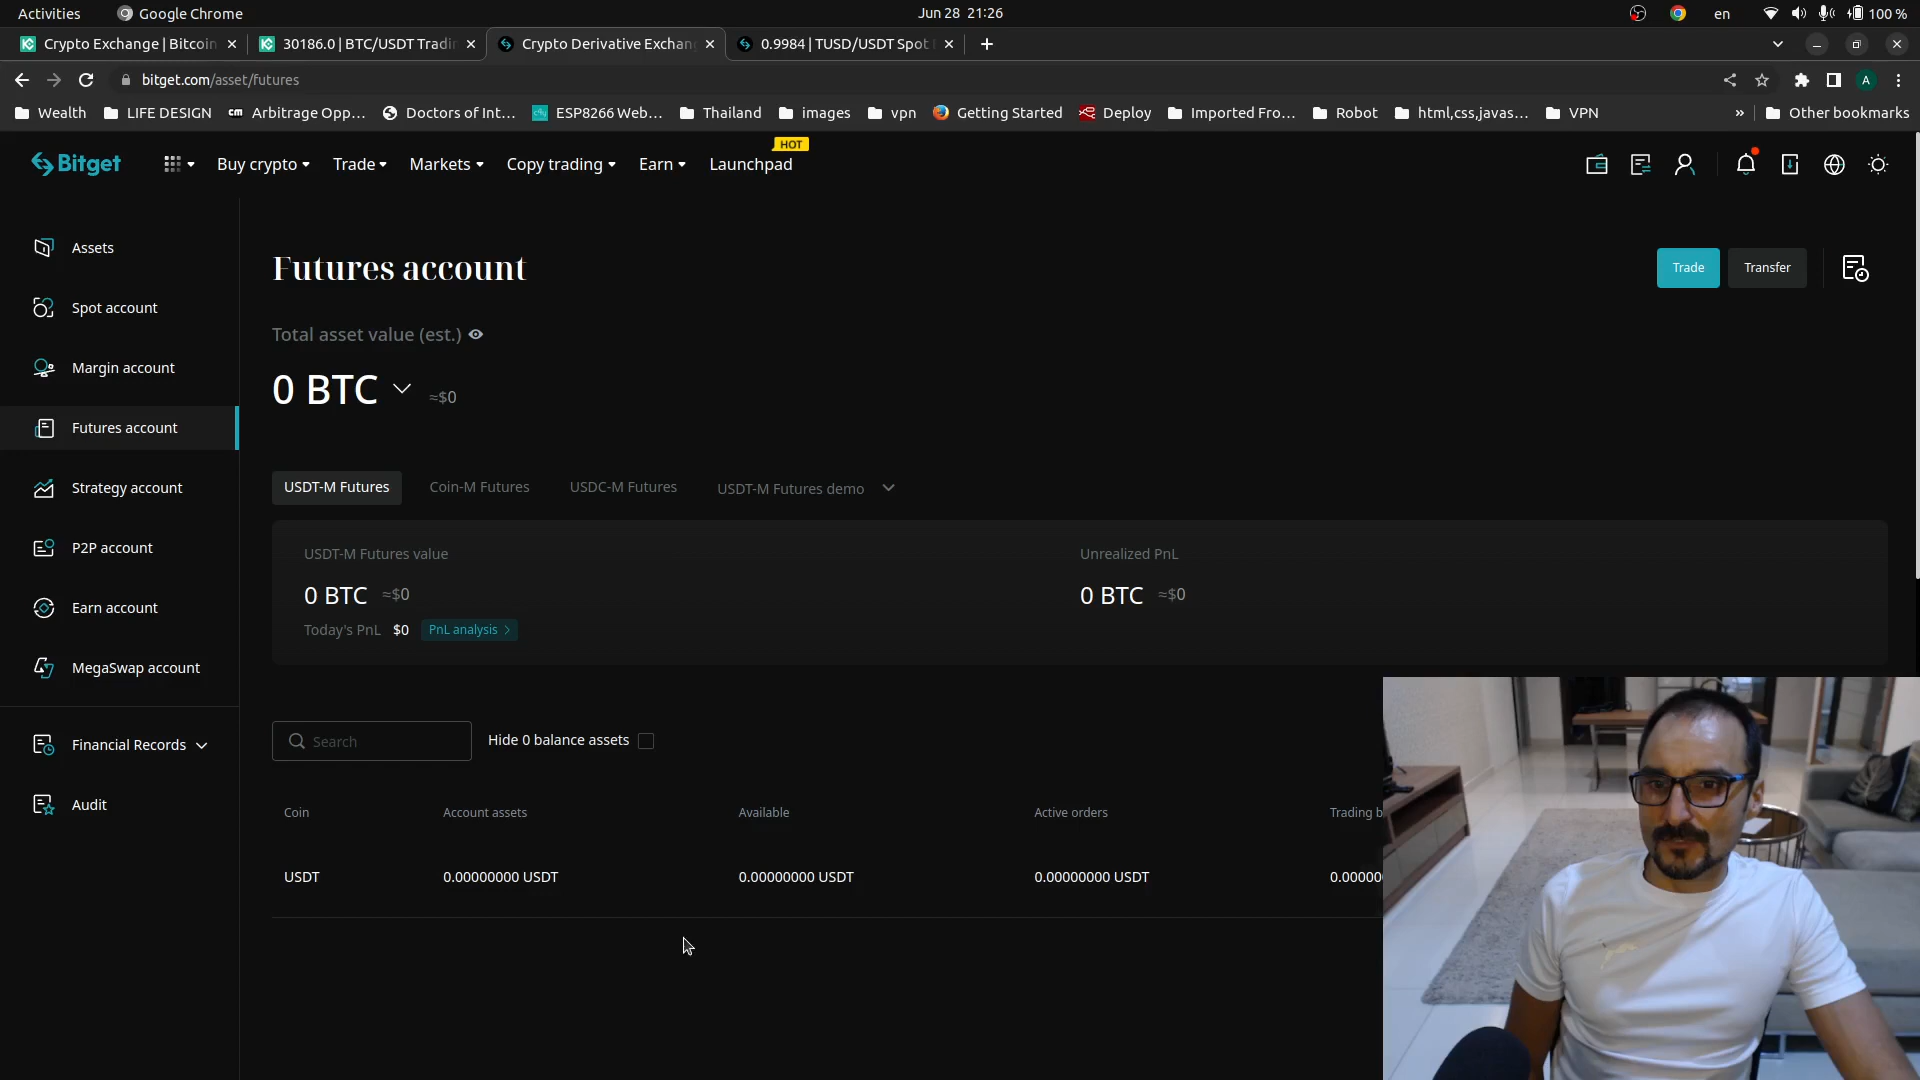 Activities
Google Chrome
Jun 28 21:26
en
100 %
Crypto Exchange | Bitcoin
30186.0 | BTC/USDT Tradin
Crypto Derivative Exchan
0.9984 | TUSD/USDT Spot
bitget.com/asset/futures
A
Wealth
LIFE DESIGN
cm Arbitrage Opp...
Doctors of Int...
ESP8266 Web...
Thailand
images
vpn
Getting Started
Deploy
Imported Fro...
Robot
html,css,javas...
VPN
»
Other bookmarks
HOT
Bitget
Buy crypto
Trade
Markets
Copy trading
Earn
Launchpad
Assets
Spot account
Margin account
Futures account
Strategy account
P2P account
Earn account
MegaSwap account
Financial Records
Audit
Futures account
Trade
Transfer
Total asset value (est.)
0 BTC ≈$0
USDT-M Futures
Coin-M Futures
USDC-M Futures
USDT-M Futures demo
USDT-M Futures value
Unrealized PnL
0 BTC ≈$0
0 BTC ≈$0
Today's PnL $0 PnL analysis >
Search
Hide 0 balance assets
Coin Account assets Available Active orders Trading b
USDT 0.00000000 USDT 0.00000000 USDT 0.00000000 USDT 0.0000